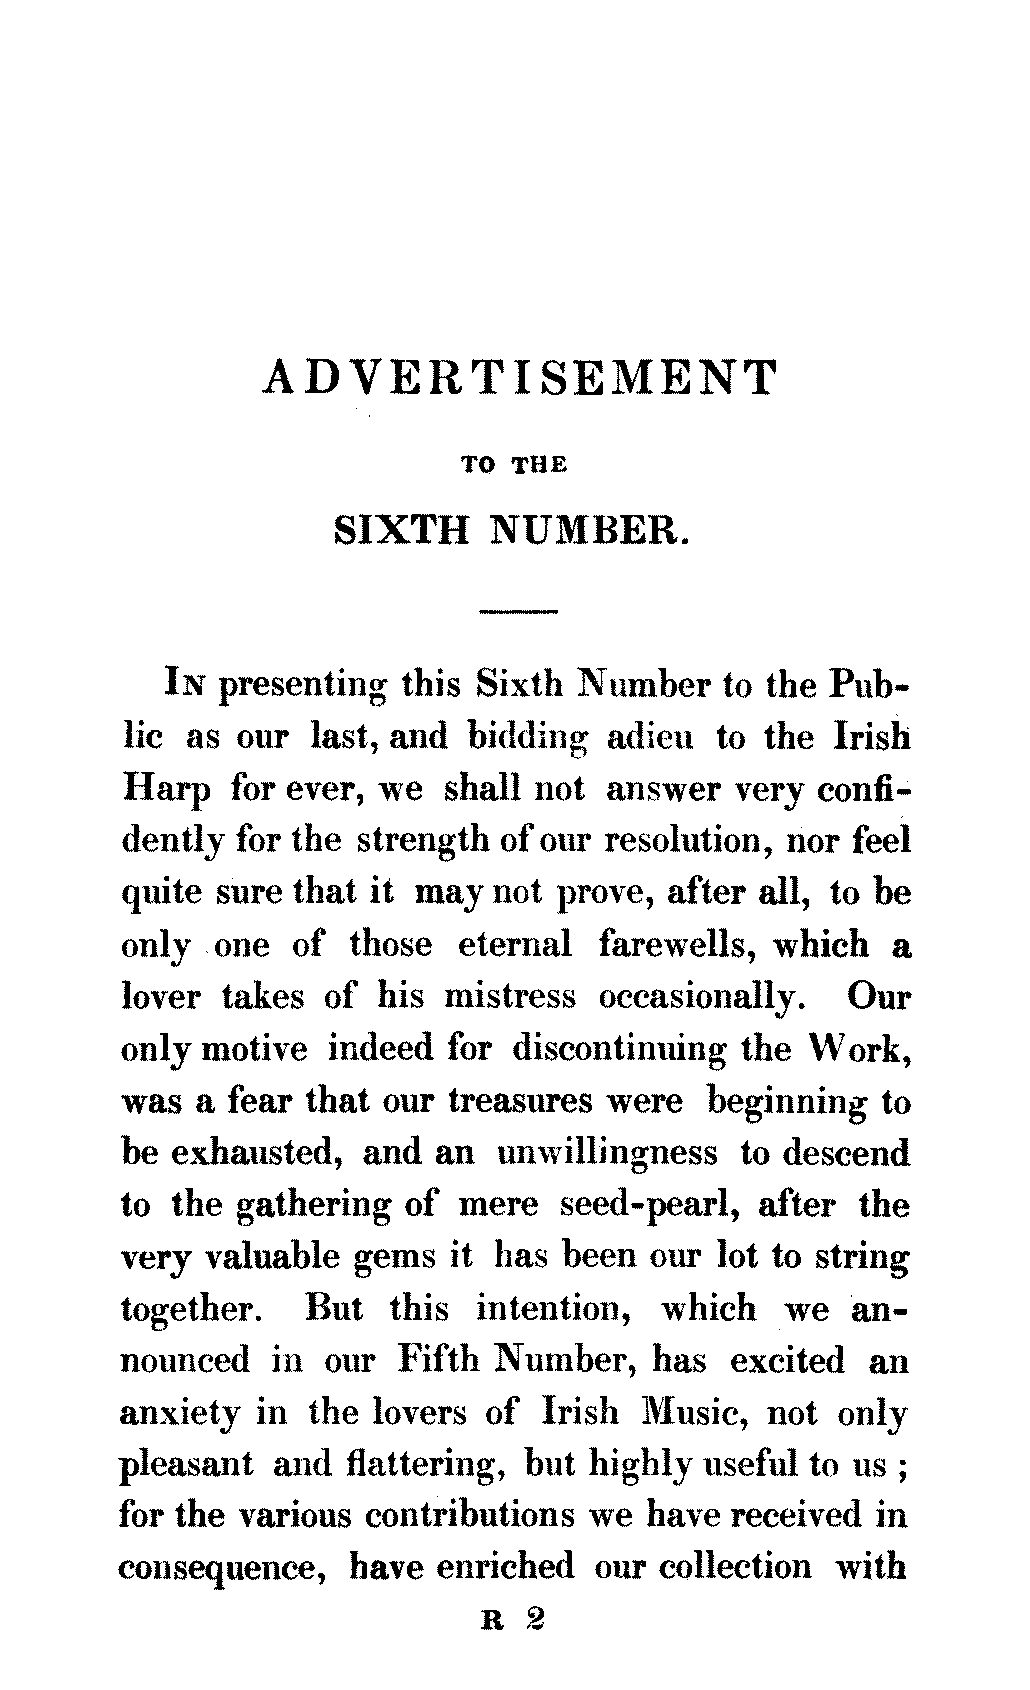 ADVERTISEMENT
TO THE
SIXTH NUMBER.
In presenting this Sixth Number to the Pub-
lic as our last, and bidding adieu to the Irish
Harp for ever, we shall not answer very confi-
dently for the strength of our resolution, nor feel
quite sure that it may not prove, after all, to be
only one of those eternal farewells, which a
lover takes of his mistress occasionally. Our
only motive indeed for discontinuing the Work,
was a fear that our treasures were beginning to
be exhausted, and an unwillingness to descend
to the gathering of mere seed-pearl, after the
very valuable gems it has been our lot to string
together. But this intention, which we an-
nounced in our Fifth Number, has excited an
anxiety in the lovers of Irish Music, not only
pleasant and flattering, but highly useful to us ;
for the various contributions we have received in
consequence, have enriched our collection with
R 2